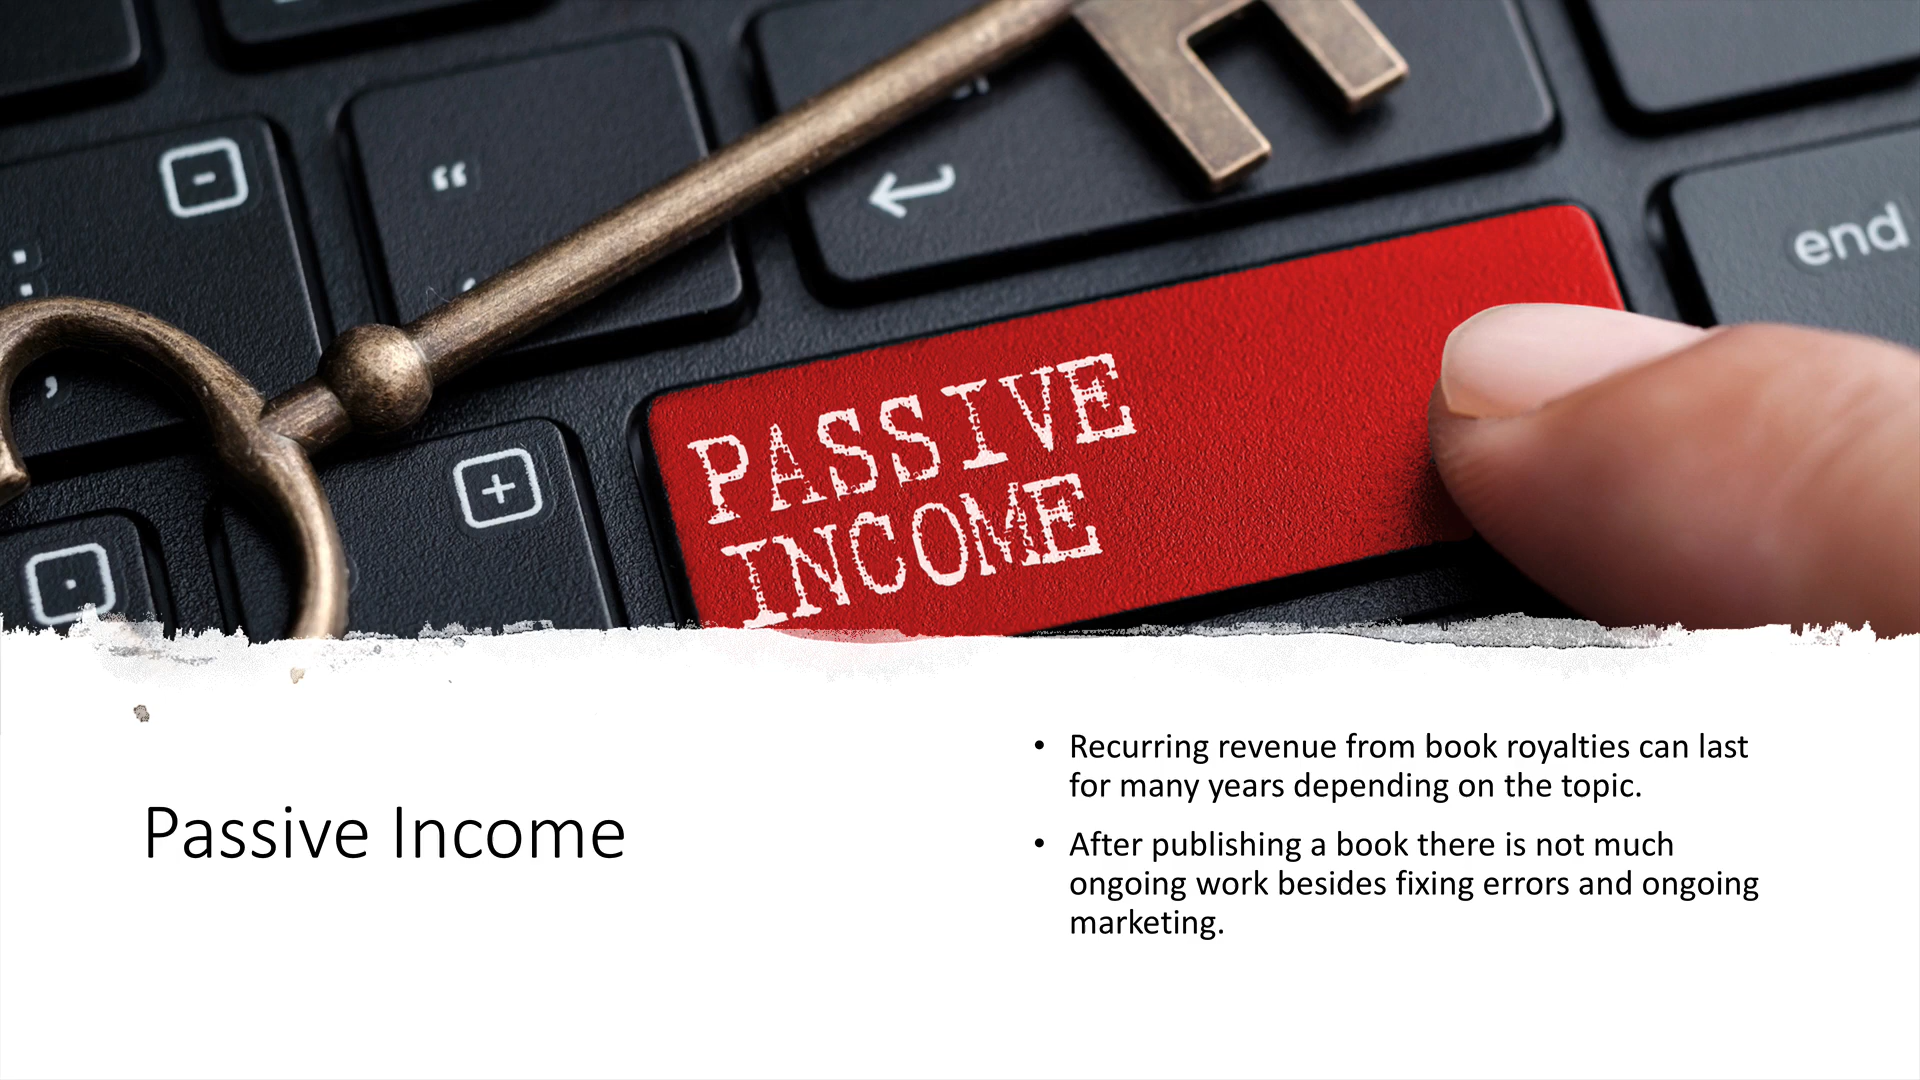 “
end
PASSIVE
INCOME
Passive Income
• Recurring revenue from book royalties can last
for many years depending on the topic.
• After publishing a book there is not much
ongoing work besides fixing errors and ongoing
marketing.